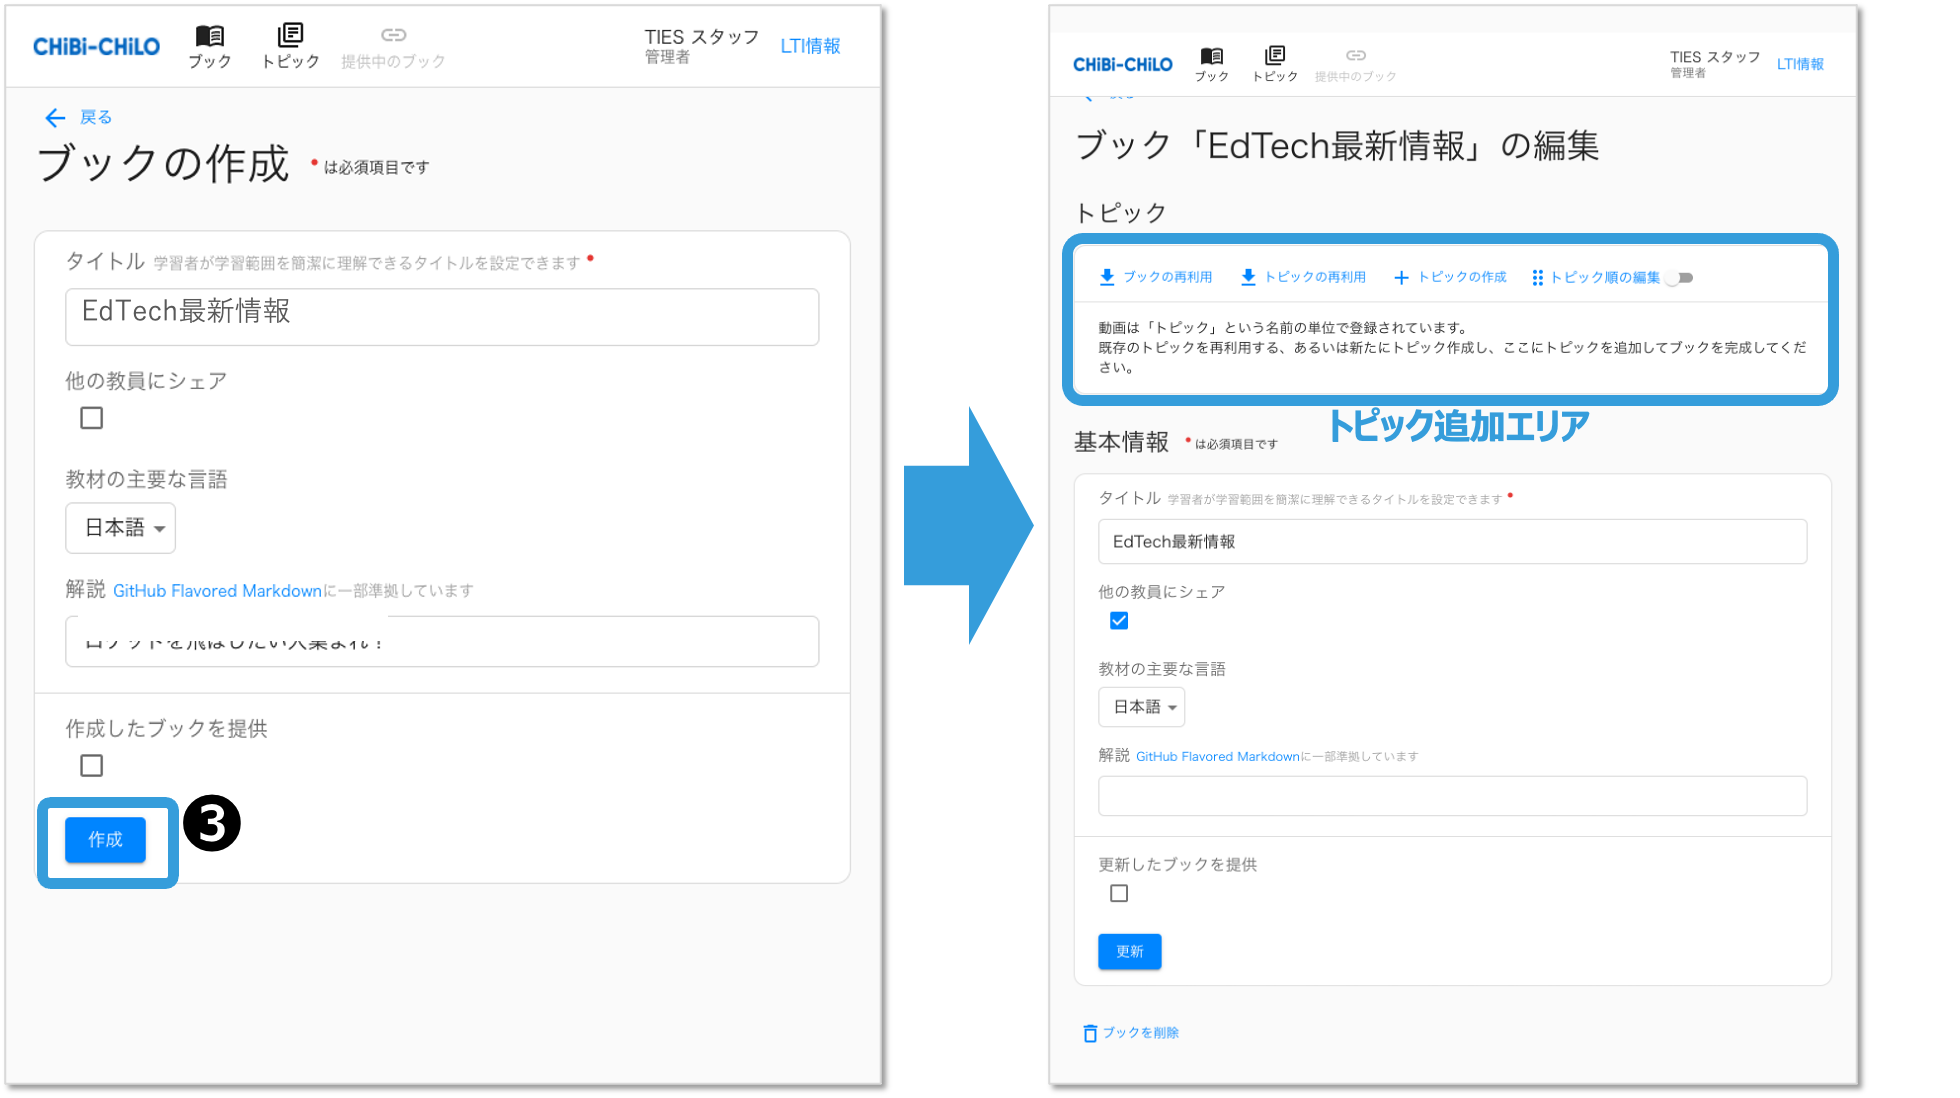 CHiBi-CHiLO
ブック
トピック
提供中のブック
TIES スタッフ
管理者
LTI情報
戻る
ブックの作成 * は必須項目です
タイトル 学習者が学習範囲を簡潔に理解できるタイトルを設定できます *
EdTech最新情報
他の教員にシェア
教材の主要な言語
日本語
解説 GitHub Flavored Markdownに一部準拠しています
作成したブックを提供
作成
3
CHiBi-CHiLO
ブック
トピック
提供中のブック
TIES スタッフ
管理者
LTI情報
ブック「EdTech最新情報」の編集
トピック
ブックの再利用 トピックの再利用 トピックの作成 トピック順の編集
動画は「トピック」という名前の単位で登録されています。
既存のトピックを再利用する、あるいは新たにトピック作成し、ここにトピックを追加してブックを完成してくだ
さい。
トピック追加エリア
基本情報 * は必須項目です
タイトル 学習者が学習範囲を簡潔に理解できるタイトルを設定できます *
EdTech最新情報
他の教員にシェア
教材の主要な言語
日本語
解説 GitHub Flavored Markdownに一部準拠しています
更新したブックを提供
更新
ブックを削除